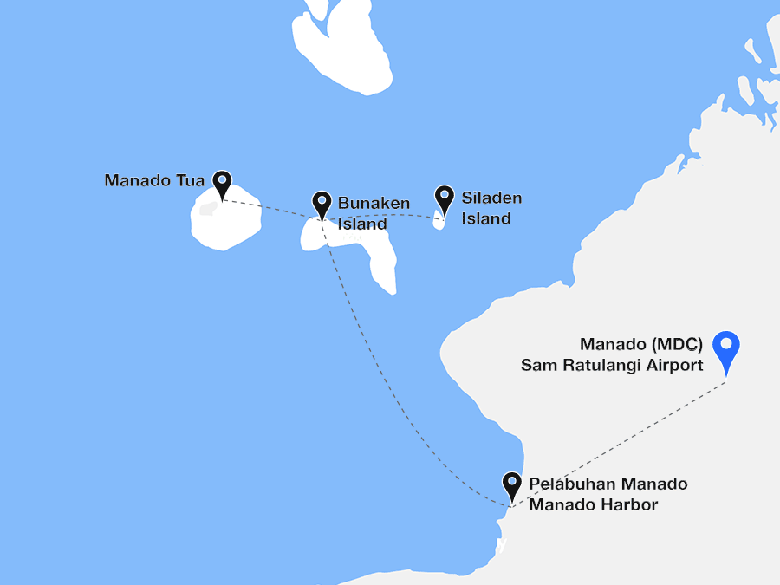 Manado Tua
Bunaken
Island
Siladen
Island
Manado (MDC)
Sam Ratulangi Airport
Pelabuhan Manado
Manado Harbor